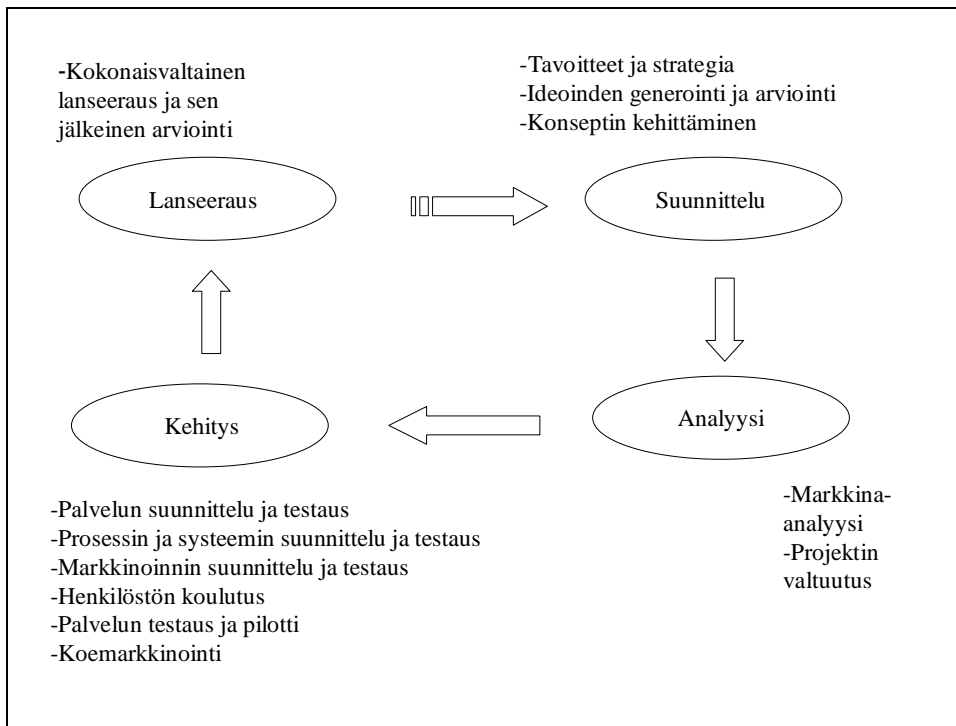 -Kokonaisvaltainen
lanseeraus ja sen
jälkeinen arviointi
-Tavoitteet ja strategia
-Ideoinden generointi ja arviointi
-Konseptin kehittäminen
Lanseeraus
Suunnittelu
Kehitys
Analyysi
-Palvelun suunnittelu ja testaus
-Prosessin ja systeemin suunnittelu ja testaus
-Markkinoinnin suunnittelu ja testaus
-Henkilöstön koulutus
-Palvelun testaus ja pilotti
-Koemarkkinointi
-Markkina-
analyysi
-Projektin
valtuutus